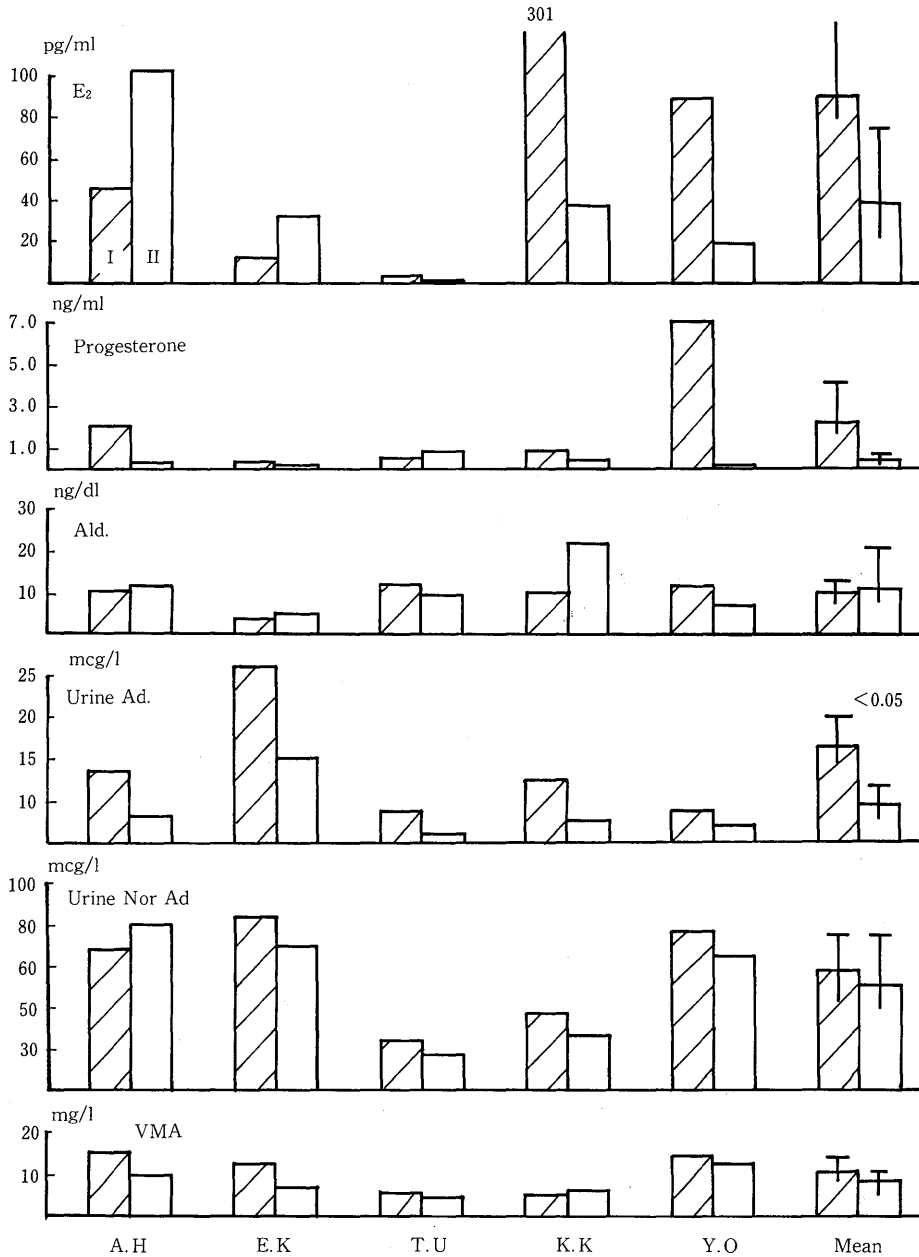 301
pg/ml
100
E₂
80
60
40
20
I II
ng/ml
7.0
Progesterone
5.0
3.0
1.0
ng/dl
30
Ald.
20
10
mcg/l
25
Urine Ad.
<0.05
20
15
10
mcg/l
100
Urine Nor Ad
80
60
50
30
mg/l
VMA
20
10
A.H E.K T.U K.K Y.O Mean